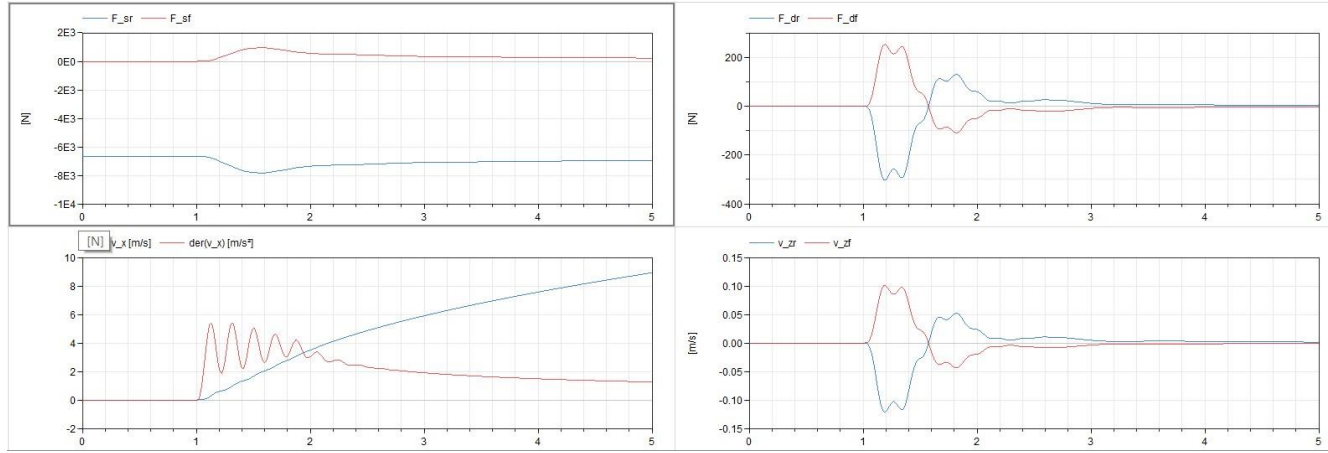 F_sr F_sf
2E3
0E0
-2E3
-4E3
-6E3
-8E3
-1E4
[N]
0 1 2 3 4 5
F_dr F_df
200
0
-200
-400
[N]
0 1 2 3 4 5
[N] v_x [m/s] der(v_x) [m/s²]
10
8
6
4
2
0
-2
0 1 2 3 4 5
v_zr v_zf
0.15
0.10
0.05
0.00
-0.05
-0.10
-0.15
[m/s]
0 1 2 3 4 5